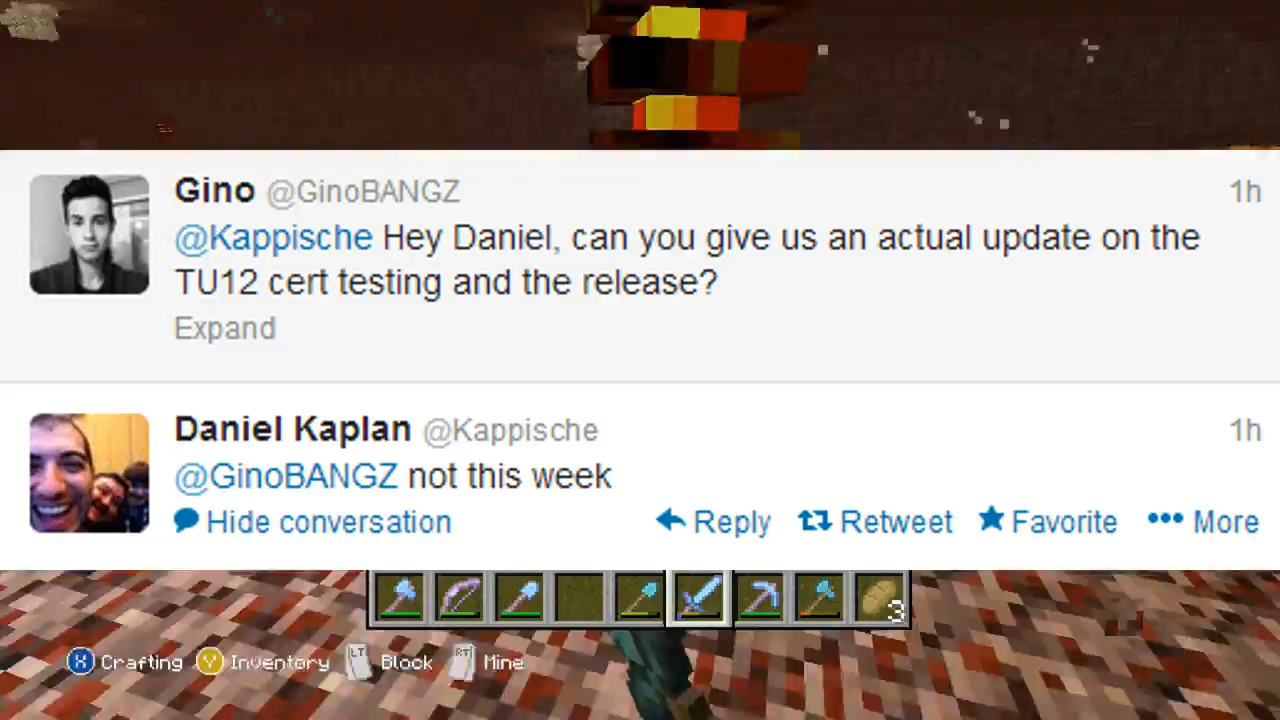 Gino @GinoBANGZ 1h
@Kappische Hey Daniel, can you give us an actual update on the
TU12 cert testing and the release?
Expand
Daniel Kaplan @Kappische 1h
@GinoBANGZ not this week
Hide conversation Reply Retweet Favorite More
3
X Crafting Y Inventory LT Block RT Mine